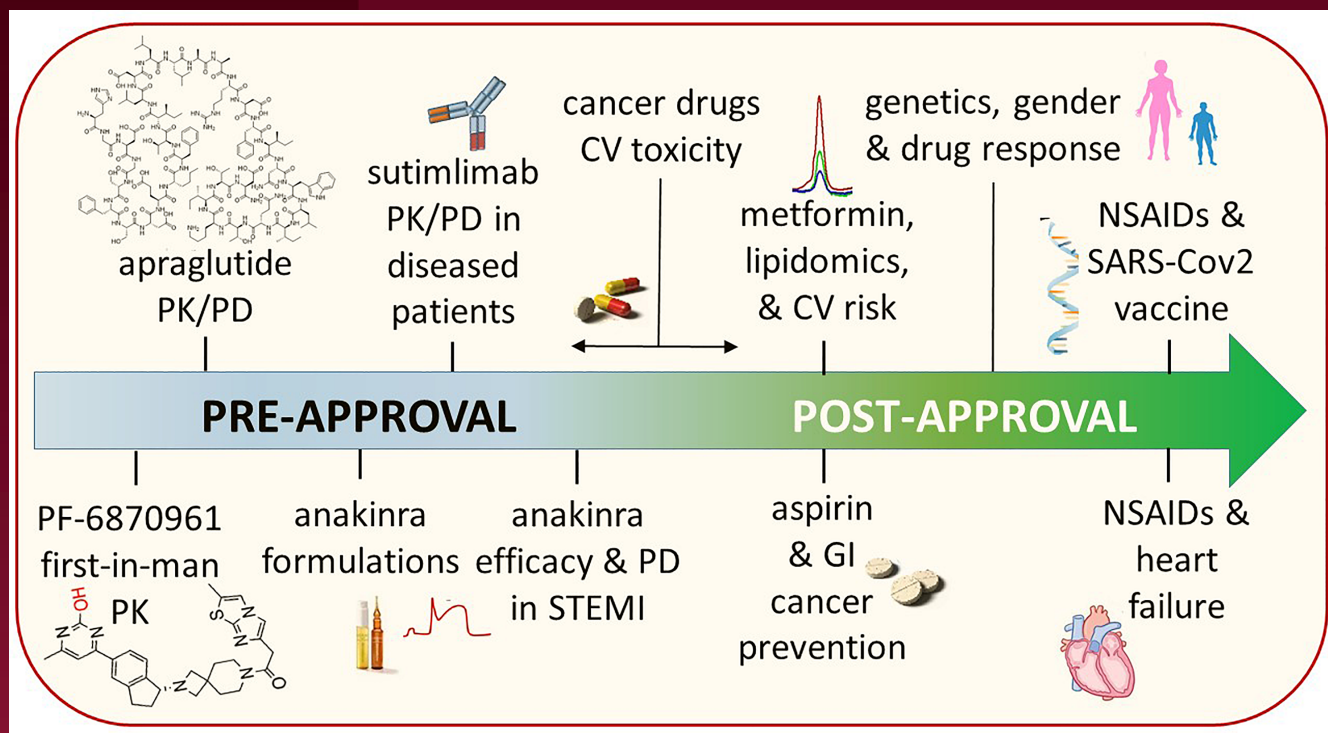 apraglutide
PK/PD
sutimlimab
PK/PD in
diseased
patients
cancer drugs
CV toxicity
metformin,
lipidomics,
& CV risk
genetics, gender
& drug response
NSAIDs &
SARS-Cov2
vaccine
PRE-APPROVAL
POST-APPROVAL
PF-6870961
first-in-man
PK
anakinra
formulations
anakinra
efficacy & PD
in STEMI
aspirin
& GI
cancer
prevention
NSAIDs &
heart
failure
HO
N
N
S
N
N
N
N
O